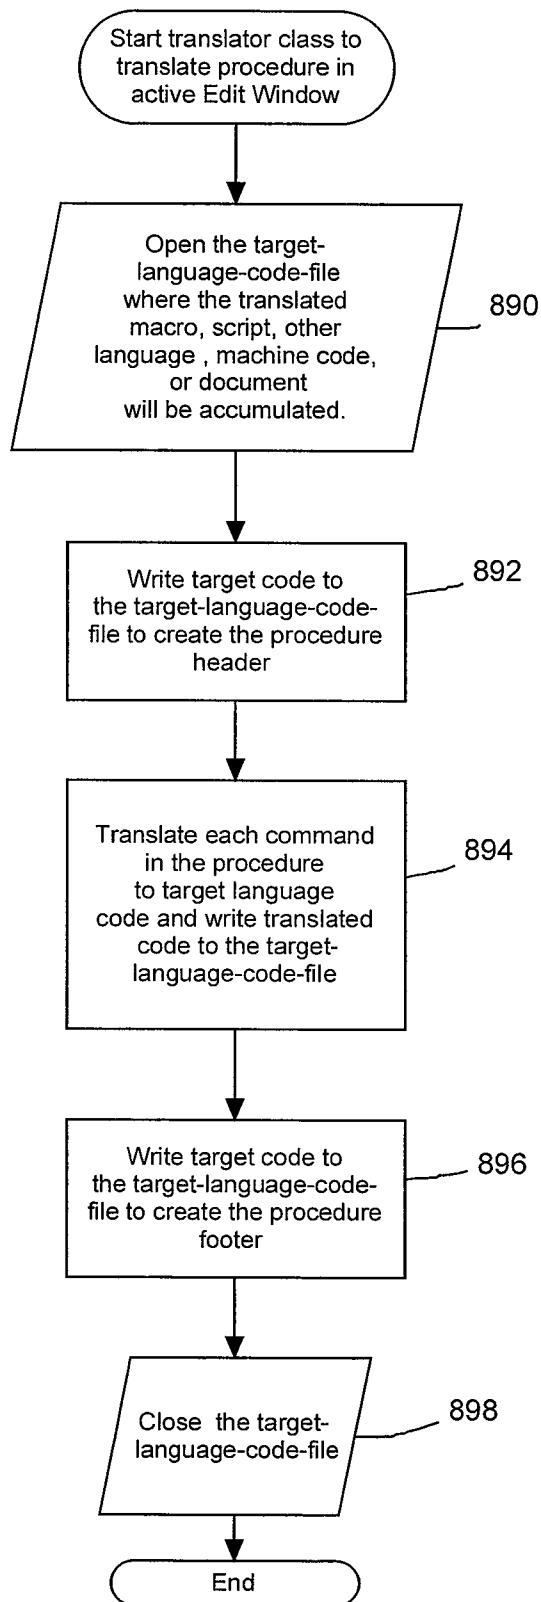 Start translator class to
translate procedure in
active Edit Window
Open the target-
language-code-file
where the translated
macro, script, other
language , machine code,
or document
will be accumulated.
890
Write target code to
the target-language-code-
file to create the procedure
header
892
Translate each command
in the procedure
to target language
code and write translated
code to the target-
language-code-file
894
Write target code to
the target-language-code-
file to create the procedure
footer
896
Close the target-
language-code-file
898
End